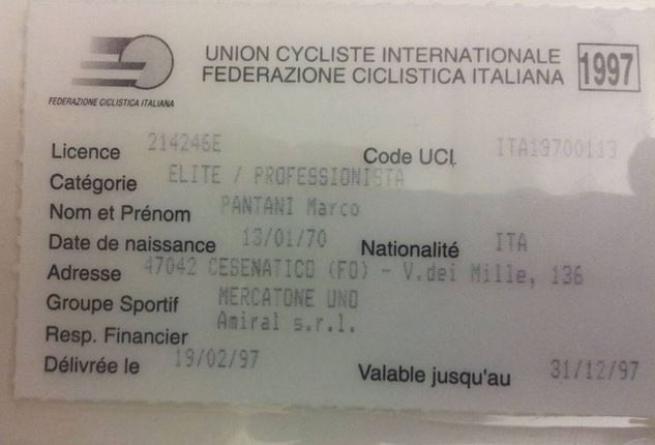 UNION CYCLISTE INTERNATIONALE
FEDERAZIONE CICLISTICA ITALIANA 1997
FEDERAZIONE CICLISTICA ITALIANA
Licence 214246E Code UCI ITA19700113
Catégorie ELITE / PROFESSIONISTA
Nom et Prénom PANTANI Marco
Date de naissance 13/01/70 Nationalité ITA
Adresse 47042 CESENATICO (FO) - V.dei Mille, 136
Groupe Sportif MERCATONE UNO
Resp. Financier Amiral s.r.l.
Délivrée le 19/02/97 Valable jusqu'au 31/12/97